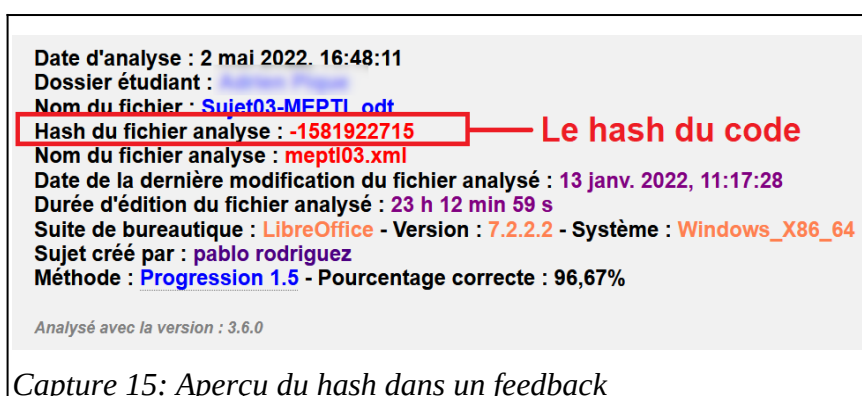 Date d'analyse : 2 mai 2022. 16:48:11
Dossier étudiant :
Nom du fichier : Sujet03-MEPTL.odt
Hash du fichier analyse : -1581922715 Le hash du code
Nom du fichier analyse : meptl03.xml
Date de la dernière modification du fichier analysé : 13 janv. 2022, 11:17:28
Durée d'édition du fichier analysé : 23 h 12 min 59 s
Suite de bureautique : LibreOffice - Version : 7.2.2.2 - Système : Windows_X86_64
Sujet créé par : pablo rodriguez
Méthode : Progression 1.5 - Pourcentage correcte : 96,67%
Analysé avec la version : 3.6.0
Capture 15: Aperçu du hash dans un feedback